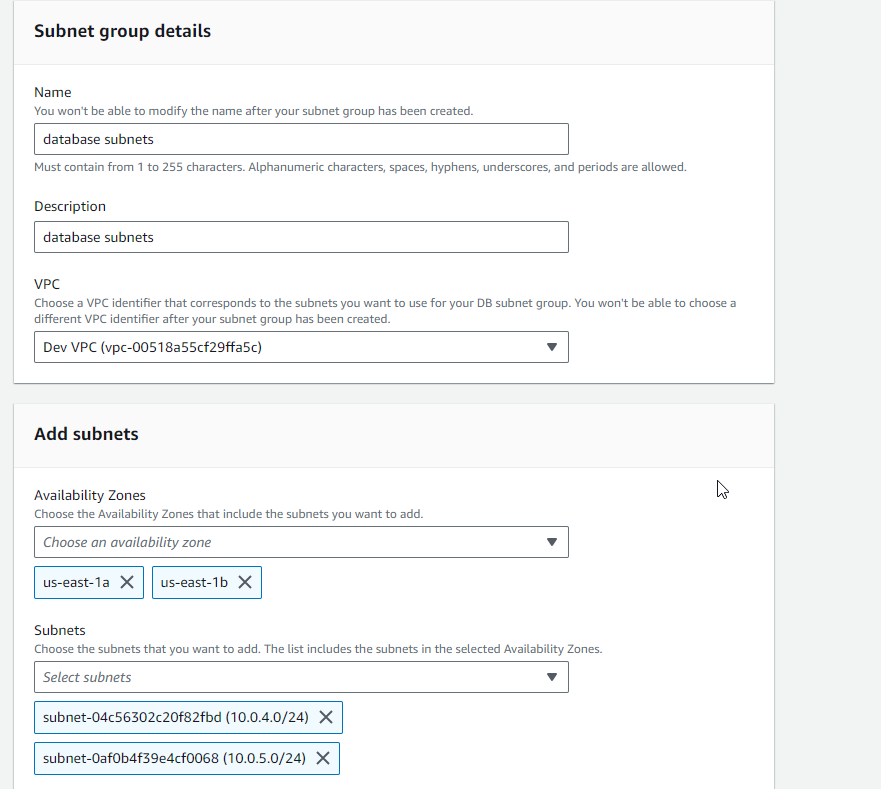 Subnet group details
Name
You won't be able to modify the name after your subnet group has been created.
database subnets
Must contain from 1 to 255 characters. Alphanumeric characters, spaces, hyphens, underscores, and periods are allowed.
Description
database subnets
VPC
Choose a VPC identifier that corresponds to the subnets you want to use for your DB subnet group. You won't be able to choose a
different VPC identifier after your subnet group has been created.
Dev VPC (vpc-00518a55cf29ffa5c)
Add subnets
Availability Zones
Choose the Availability Zones that include the subnets you want to add.
Choose an availability zone
us-east-1a us-east-1b
Subnets
Choose the subnets that you want to add. The list includes the subnets in the selected Availability Zones.
Select subnets
subnet-04c56302c20f82fbd (10.0.4.0/24)
subnet-0af0b4f39e4cf0068 (10.0.5.0/24)